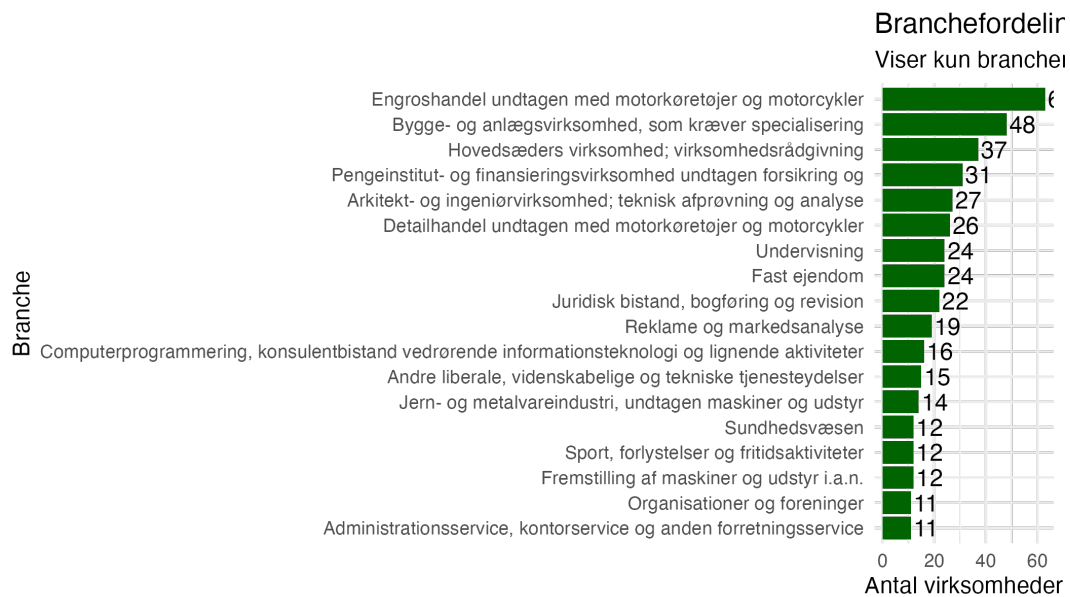 Branchefordelin
Viser kun brancher
Engroshandel undtagen med motorkøretøjer og motorcykler
Bygge- og anlægsvirksomhed, som kræver specialisering 48
Hovedsæders virksomhed; virksomhedsrådgivning 37
Pengeinstitut- og finansieringsvirksomhed undtagen forsikring og 31
Arkitekt- og ingeniørvirksomhed; teknisk afprøvning og analyse 27
Detailhandel undtagen med motorkøretøjer og motorcykler 26
Undervisning 24
Fast ejendom 24
Juridisk bistand, bogføring og revision 22
Reklame og markedsanalyse 19
Computerprogrammering, konsulentbistand vedrørende informationsteknologi og lignende aktiviteter 16
Andre liberale, videnskabelige og tekniske tjenesteydelser 15
Jern- og metalvareindustri, undtagen maskiner og udstyr 14
Sundhedsvæsen 12
Sport, forlystelser og fritidsaktiviteter 12
Fremstilling af maskiner og udstyr i.a.n. 12
Organisationer og foreninger 11
Administrationsservice, kontorservice og anden forretningsservice 11
0 20 40 60
Antal virksomheder
Branche